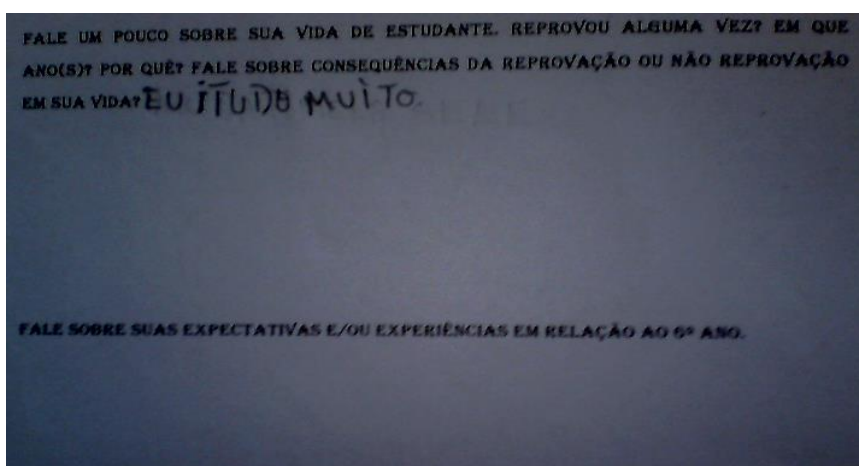 FALE UM POUCO SOBRE SUA VIDA DE ESTUDANTE. REPROVOU ALGUMA VEZ? EM QUE
ANO(S)? POR QUÊ? FALE SOBRE CONSEQUÊNCIAS DA REPROVAÇÃO OU NÃO REPROVAÇÃO
EM SUA VIDA? EU ITUDO MUITO.
FALE SOBRE SUAS EXPECTATIVAS E/OU EXPERIÊNCIAS EM RELAÇÃO AO 6º ANO.